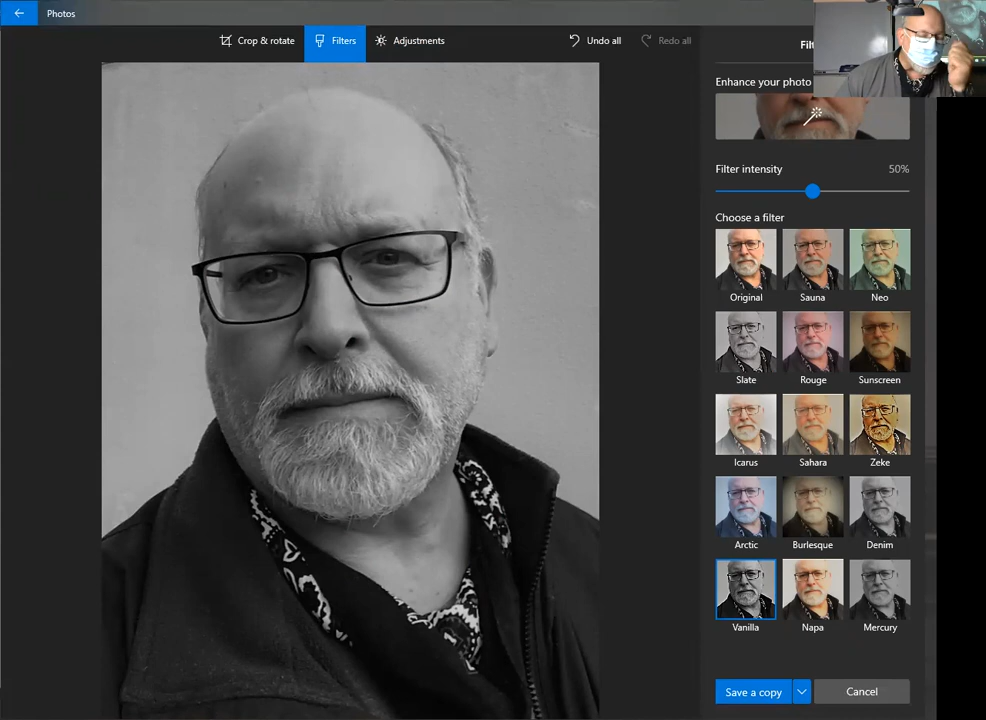 Photos
Crop & rotate Filters Adjustments Undo all Redo all
Enhance your photo
Filter intensity 50%
Choose a filter
Original Sauna Neo
Slate Rouge Sunscreen
Icarus Sahara Zeke
Arctic Burlesque Denim
Vanilla Napa Mercury
Save a copy Cancel